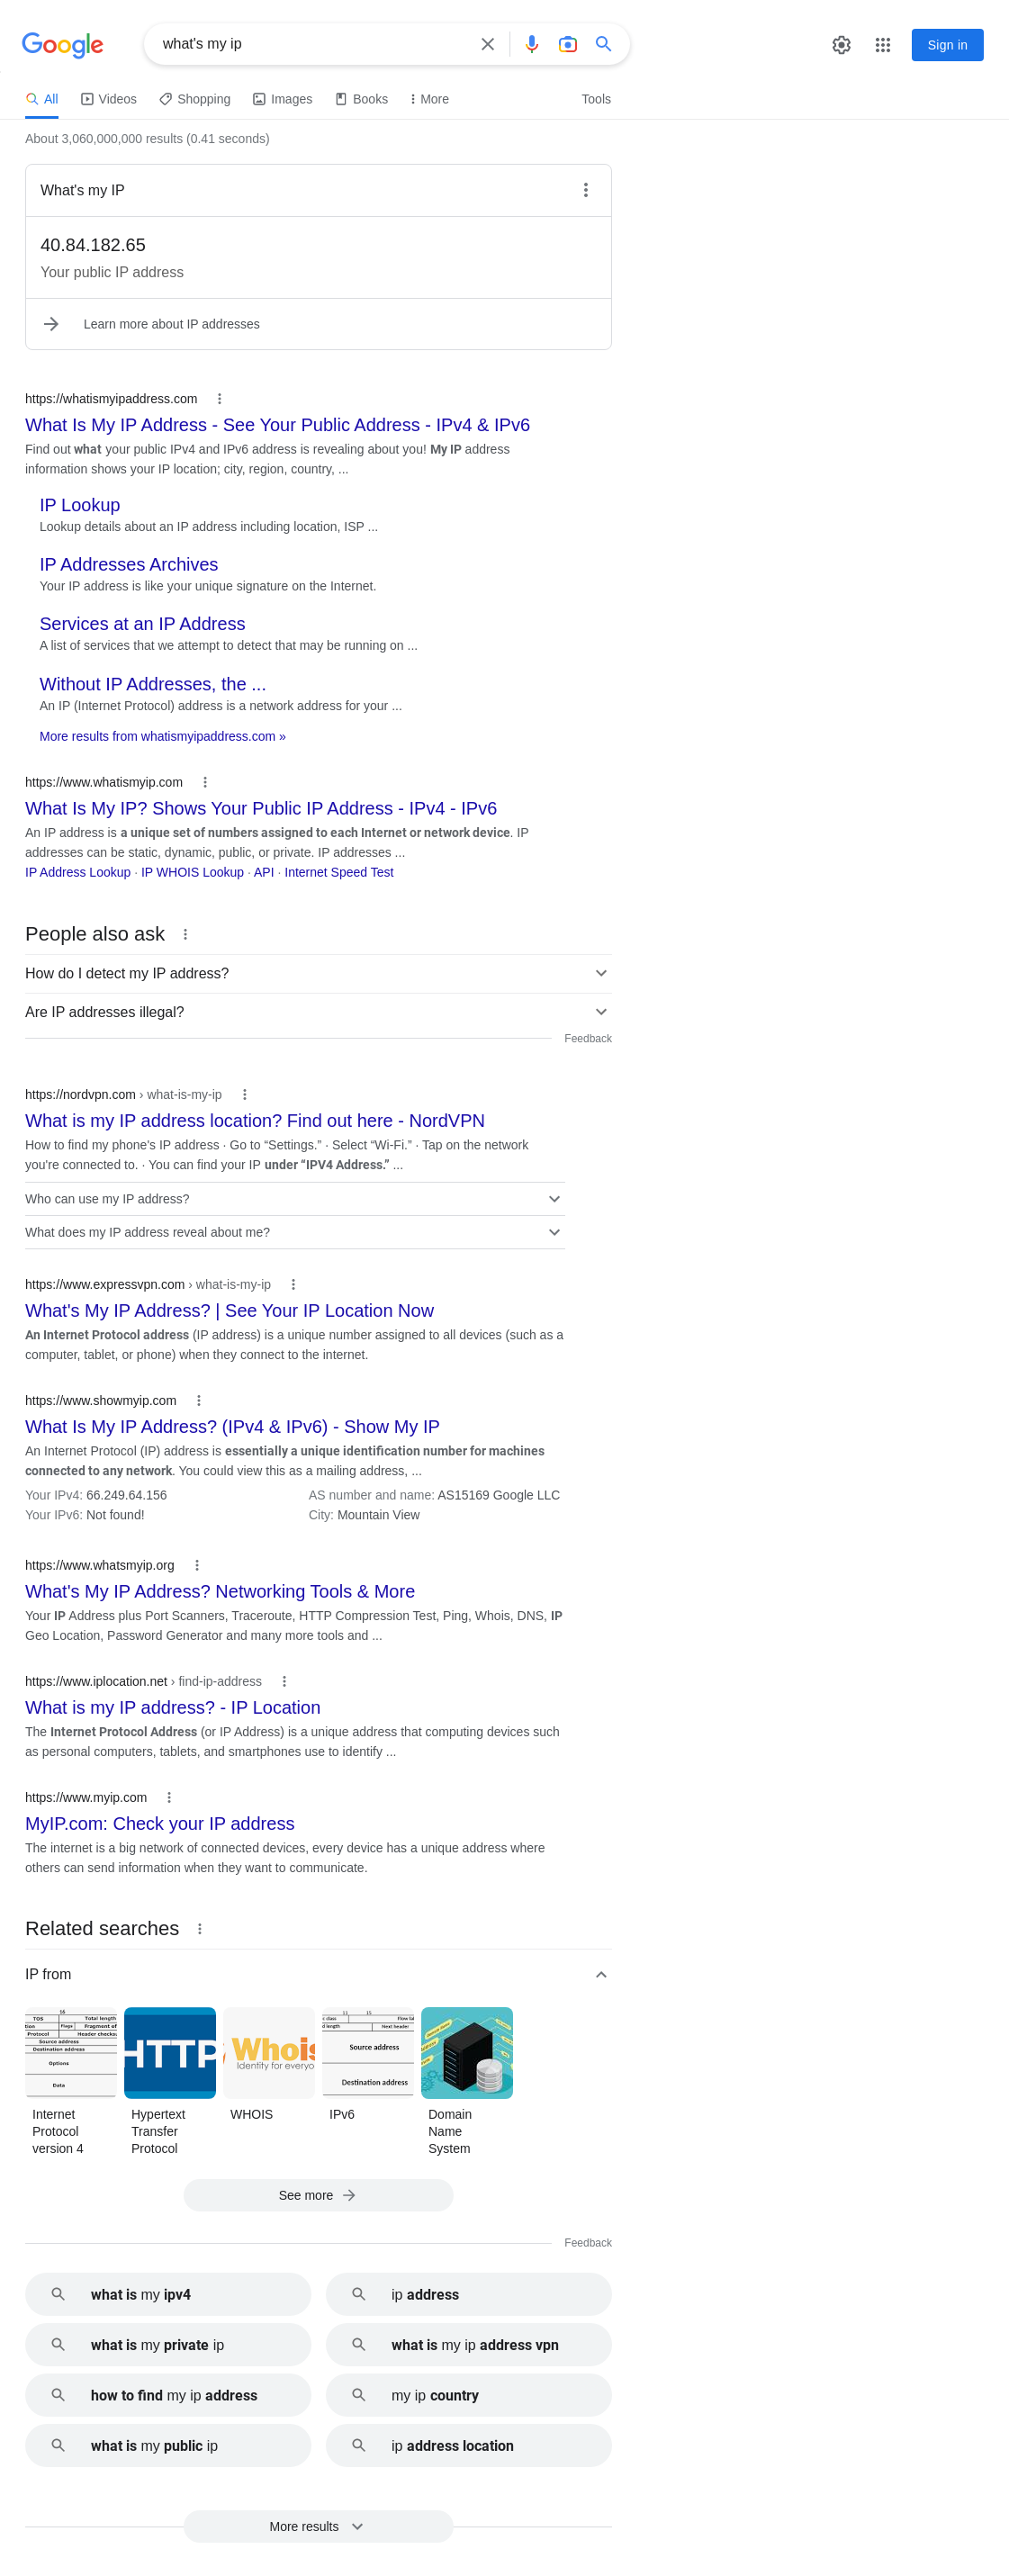 Google
what's my ip
Sign in
All
Videos
Shopping
Images
Books
More
Tools
About 3,060,000,000 results (0.41 seconds)
What's my IP
40.84.182.65
Your public IP address
Learn more about IP addresses
https://whatismyipaddress.com
What Is My IP Address - See Your Public Address - IPv4 & IPv6
Find out what your public IPv4 and IPv6 address is revealing about you! My IP address
information shows your IP location; city, region, country, ...
IP Lookup
Lookup details about an IP address including location, ISP ...
IP Addresses Archives
Your IP address is like your unique signature on the Internet.
Services at an IP Address
A list of services that we attempt to detect that may be running on ...
Without IP Addresses, the ...
An IP (Internet Protocol) address is a network address for your ...
More results from whatismyipaddress.com »
https://www.whatismyip.com
What Is My IP? Shows Your Public IP Address - IPv4 - IPv6
An IP address is a unique set of numbers assigned to each Internet or network device. IP
addresses can be static, dynamic, public, or private. IP addresses ...
IP Address Lookup · IP WHOIS Lookup · API · Internet Speed Test
People also ask
How do I detect my IP address?
Are IP addresses illegal?
Feedback
https://nordvpn.com › what-is-my-ip
What is my IP address location? Find out here - NordVPN
How to find my phone's IP address · Go to “Settings.” · Select “Wi-Fi.” · Tap on the network
you're connected to. · You can find your IP under “IPV4 Address.” ...
Who can use my IP address?
What does my IP address reveal about me?
https://www.expressvpn.com › what-is-my-ip
What's My IP Address? | See Your IP Location Now
An Internet Protocol address (IP address) is a unique number assigned to all devices (such as a
computer, tablet, or phone) when they connect to the internet.
https://www.showmyip.com
What Is My IP Address? (IPv4 & IPv6) - Show My IP
An Internet Protocol (IP) address is essentially a unique identification number for machines
connected to any network. You could view this as a mailing address, ...
Your IPv4: 66.249.64.156
AS number and name: AS15169 Google LLC
Your IPv6: Not found!
City: Mountain View
https://www.whatsmyip.org
What's My IP Address? Networking Tools & More
Your IP Address plus Port Scanners, Traceroute, HTTP Compression Test, Ping, Whois, DNS, IP
Geo Location, Password Generator and many more tools and ...
https://www.iplocation.net › find-ip-address
What is my IP address? - IP Location
The Internet Protocol Address (or IP Address) is a unique address that computing devices such
as personal computers, tablets, and smartphones use to identify ...
https://www.myip.com
MyIP.com: Check your IP address
The internet is a big network of connected devices, every device has a unique address where
others can send information when they want to communicate.
Related searches
IP from
16
TOS
Total length
Flags
Fragment of
Protocol
Header checks
Source address
Destination address
Options
Data
HTTP
Whois
Identity for everyo
Next header
Source address
Destination address
Internet
Protocol
version 4
Hypertext
Transfer
Protocol
WHOIS
IPv6
Domain
Name
System
See more
Feedback
what is my ipv4
ip address
what is my private ip
what is my ip address vpn
how to find my ip address
my ip country
what is my public ip
ip address location
More results